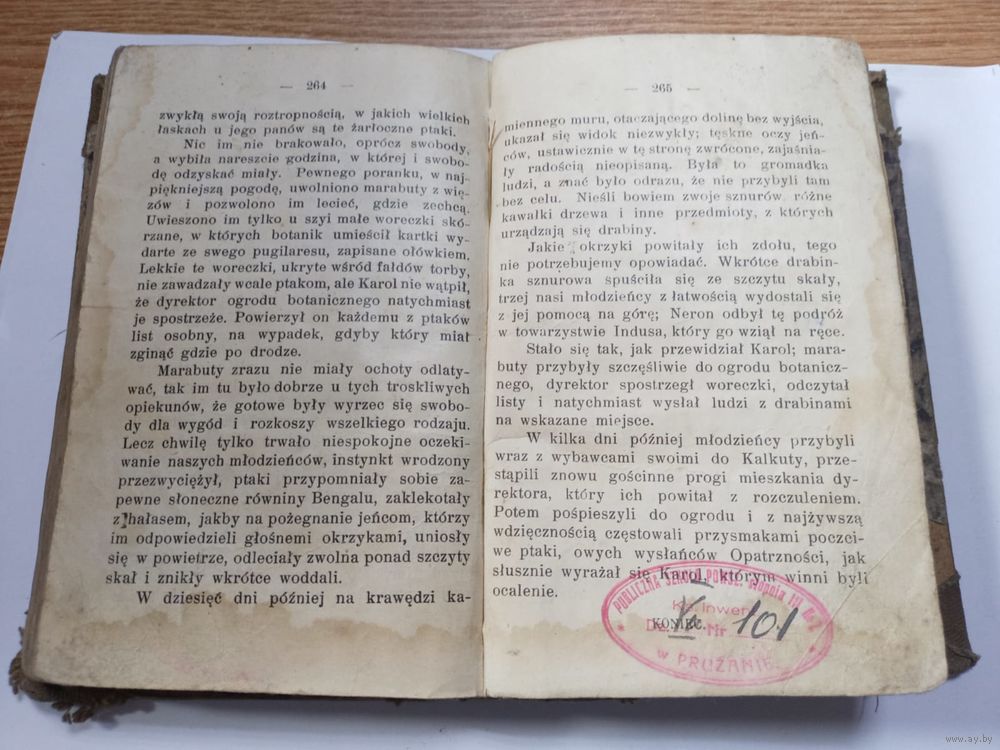 — 264 —
zwykłą swoją roztropnością, w jakich wielkich
łaskach u jego panów są te żarłoczne ptaki.
Nic im nie brakowało, oprócz swobody,
a wybiła nareszcie godzina, w której i swobo-
dę odzyskać miały. Pewnego poranku, w naj-
piękniejszą pogodę, uwolniono marabuty z wię-
zów i pozwolono im lecieć, gdzie zechcą.
Uwieszono im tylko u szyi małe woreczki skó-
rzane, w których botanik umieścił kartki wy-
darte ze swego pugilaresu, zapisane ołówkiem.
Lekkie te woreczki, ukryte wśród fałdów torby,
nie zawadzały wcale ptakom, ale Karol nie wątpił,
że dyrektor ogrodu botanicznego natychmiast
je spostrzeże. Powierzył on każdemu z ptaków
list osobny, na wypadek, gdyby który miał
zginąć gdzie po drodze.
Marabuty zrazu nie miały ochoty odlaty-
wać, tak im tu było dobrze u tych troskliwych
opiekunów, że gotowe były wyrzec się swobo-
dy dla wygód i rozkoszy wszelkiego rodzaju.
Lecz chwilę tylko trwało niespokojne oczeki-
wanie naszych młodzieńców, instynkt wrodzony
przezwyciężył, ptaki przypomniały sobie za-
pewne słoneczne równiny Bengalu, zaklekotały
z hałasem, jakby na pożegnanie jeńcom, którzy
im odpowiedzieli głośnemi okrzykami, uniosły
się w powietrze, odleciały zwolna ponad szczyty
skał i znikły wkrótce woddali.
W dziesięć dni później na krawędzi ka-
— 265 —
miennego muru, otaczającego dolinę bez wyjścia,
ukazał się widok niezwykły; tęskne oczy jeń-
ców, ustawicznie w tę stronę zwrócone, zajaśnia-
ły radością nieopisaną. Była to gromadka
ludzi, a znać było odrazu, że nie przybyli tam
bez celu. Nieśli bowiem zwoje sznurów, różne
kawałki drzewa i inne przedmioty, z których
urządzają się drabiny.
Jakie okrzyki powitały ich zdołu, tego
nie potrzebujemy opowiadać. Wkrótce drabin-
ka sznurowa spuściła się ze szczytu skały,
trzej nasi młodzieńcy z łatwością wydostali się
z jej pomocą na górę; Neron odbył tę podróż
w towarzystwie Indusa, który go wziął na ręce.
Stało się tak, jak przewidział Karol; mara-
buty przybyły szczęśliwie do ogrodu botanicz-
nego, dyrektor spostrzegł woreczki, odczytał
listy i natychmiast wysłał ludzi z drabinami
na wskazane miejsce.
W kilka dni później młodzieńcy przybyli
wraz z wybawcami swoimi do Kalkuty, prze-
stąpili znowu gościnne progi mieszkania dy-
rektora, który ich powitał z rozczuleniem.
Potem pośpieszyli do ogrodu i z najżywszą
wdzięcznością częstowali przysmakami poczci-
we ptaki, owych wysłańców Opatrzności, jak
słusznie wyrażał się Karol, którym winni byli
ocalenie.
KONIEC.
PUBLICZNA SZKOŁA POWSZ. Stopnia III
Ks. Inwent.
Dz. V Nr 101
w PRUŻANIE
www.ay.by